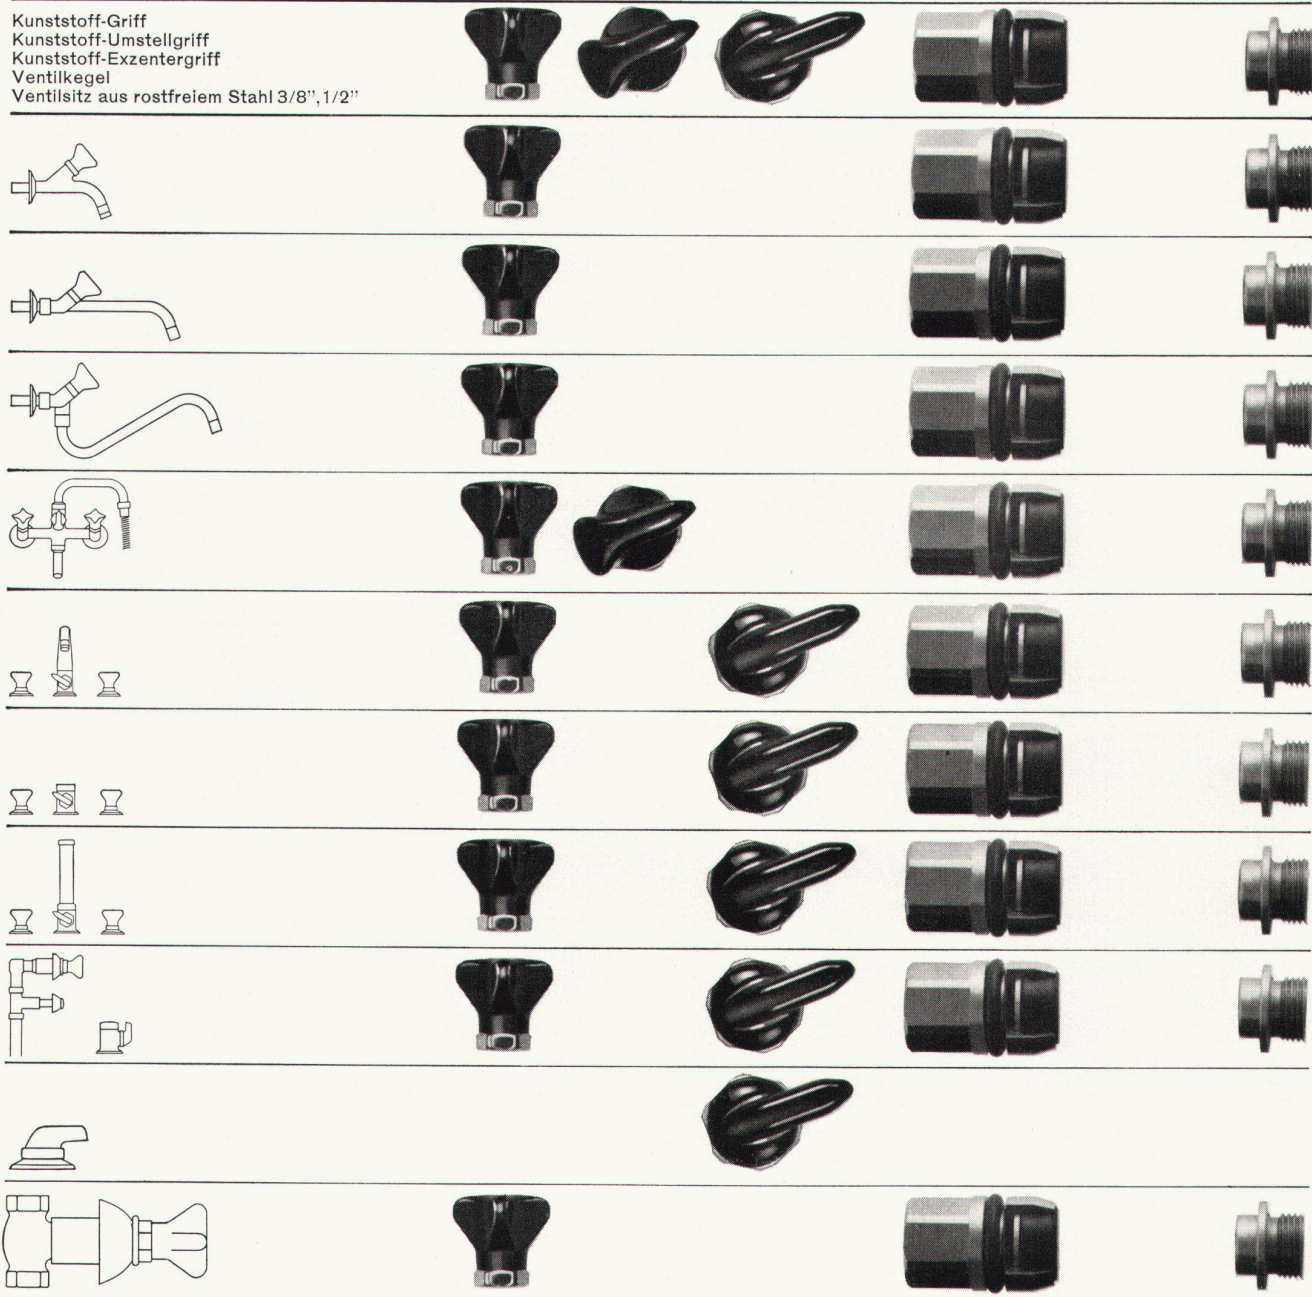 Kunststoff-Griff
Kunststoff-Umstellgriff
Kunststoff-Exzentergriff
Ventilkegel
Ventilsitz aus rostfreiem Stahl 3/8”, 1/2”